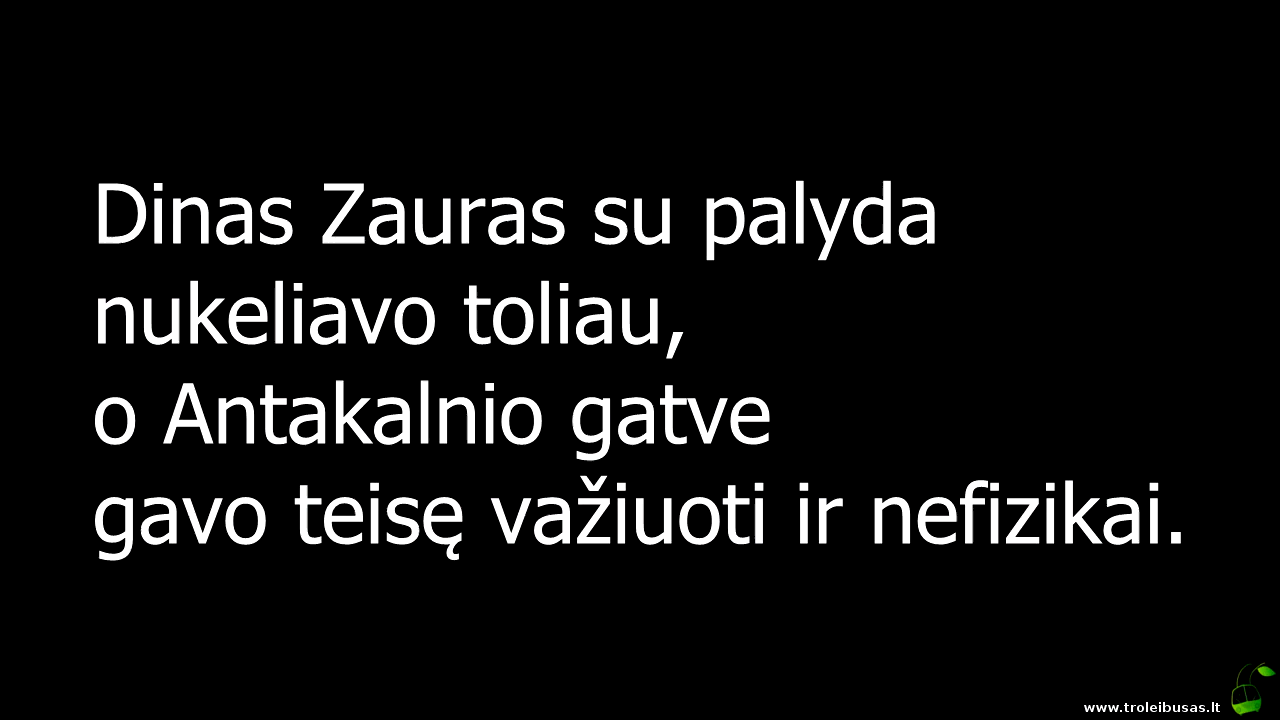 Dinas Zauras su palyda
nukeliavo toliau,
o Antakalnio gatve
gavo teisę važiuoti ir nefizikai.
www.troleibusas.lt